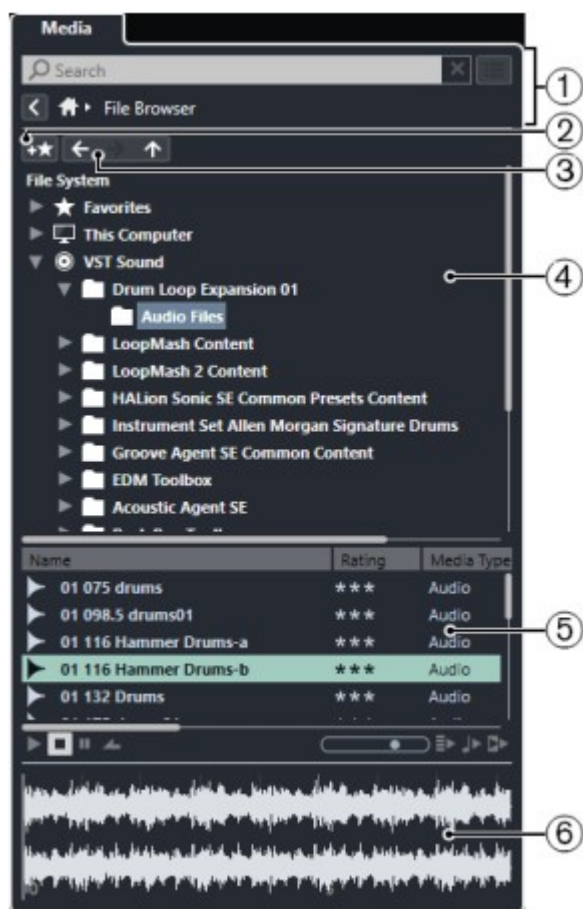 Media
Search
File Browser
1
2
3
File System
Favorites
This Computer
VST Sound
4
Drum Loop Expansion 01
Audio Files
LoopMash Content
LoopMash 2 Content
HALion Sonic SE Common Presets Content
Instrument Set Allen Morgan Signature Drums
Groove Agent SE Common Content
EDM Toolbox
Acoustic Agent SE
Name Rating Media Type
01 075 drums *** Audio
01 098.5 drums01 *** Audio
5
01 116 Hammer Drums-a *** Audio
01 116 Hammer Drums-b *** Audio
01 132 Drums *** Audio
6